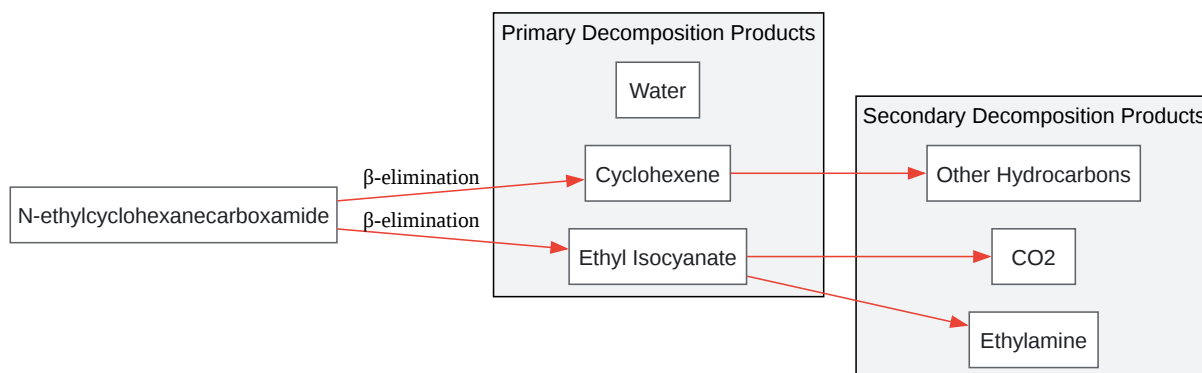 Primary Decomposition Products
Water
Secondary Decomposition Products
β-elimination
Cyclohexene
Other Hydrocarbons
N-ethylcyclohexanecarboxamide
β-elimination
Ethyl Isocyanate
CO2
Ethylamine